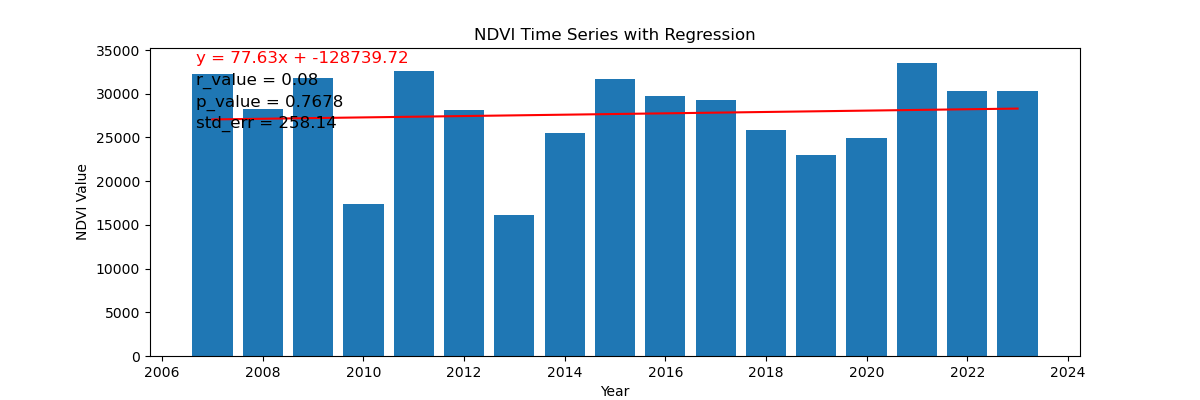 NDVI Time Series with Regression
35000
y = 77.63x + -128739.72
r_value = 0.08
30000
p_value = 0.7678
std_err = 258.14
25000
20000
NDVI Value
15000
10000
5000
0
2006 2008 2010 2012 2014 2016 2018 2020 2022 2024
Year